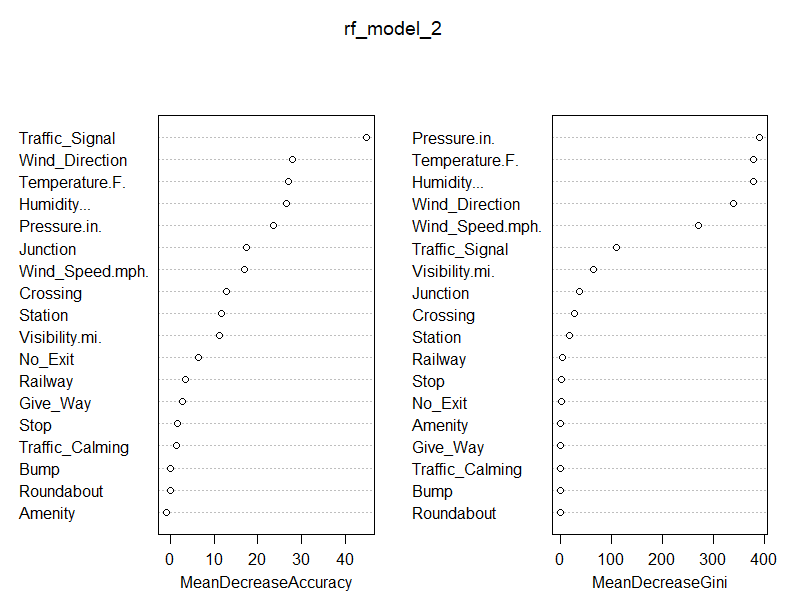 rf_model_2
Traffic_Signal
Wind_Direction
Temperature.F.
Humidity...
Pressure.in.
Junction
Wind_Speed.mph.
Crossing
Station
Visibility.mi.
No_Exit
Railway
Give_Way
Stop
Traffic_Calming
Bump
Roundabout
Amenity
0 10 20 30 40
MeanDecreaseAccuracy
Pressure.in.
Temperature.F.
Humidity...
Wind_Direction
Wind_Speed.mph.
Traffic_Signal
Visibility.mi.
Junction
Crossing
Station
Railway
Stop
No_Exit
Amenity
Give_Way
Traffic_Calming
Bump
Roundabout
0 100 200 300 400
MeanDecreaseGini